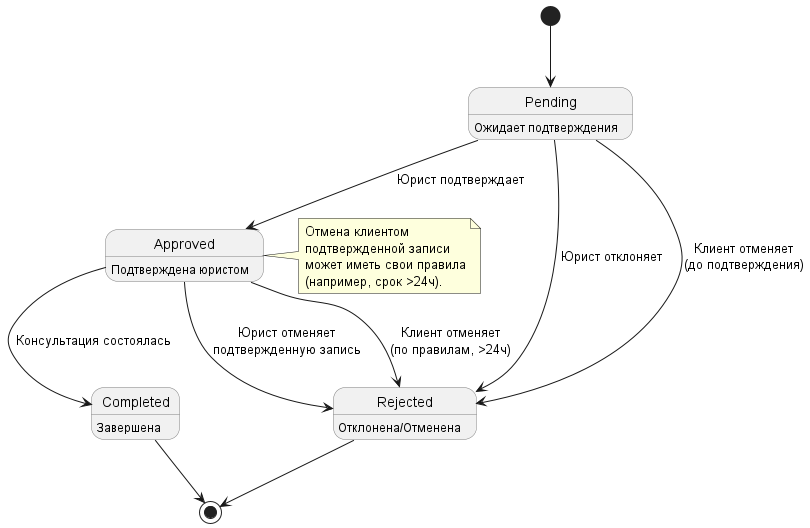 Pending
Ожидает подтверждения
Юрист подтверждает
Approved
Подтверждена юристом
Отмена клиентом
подтвержденной записи
может иметь свои правила
(например, срок >24ч).
Юрист отклоняет
Клиент отменяет
(до подтверждения)
Консультация состоялась
Юрист отменяет
подтвержденную запись
Клиент отменяет
(по правилам, >24ч)
Completed
Завершена
Rejected
Отклонена/Отменена